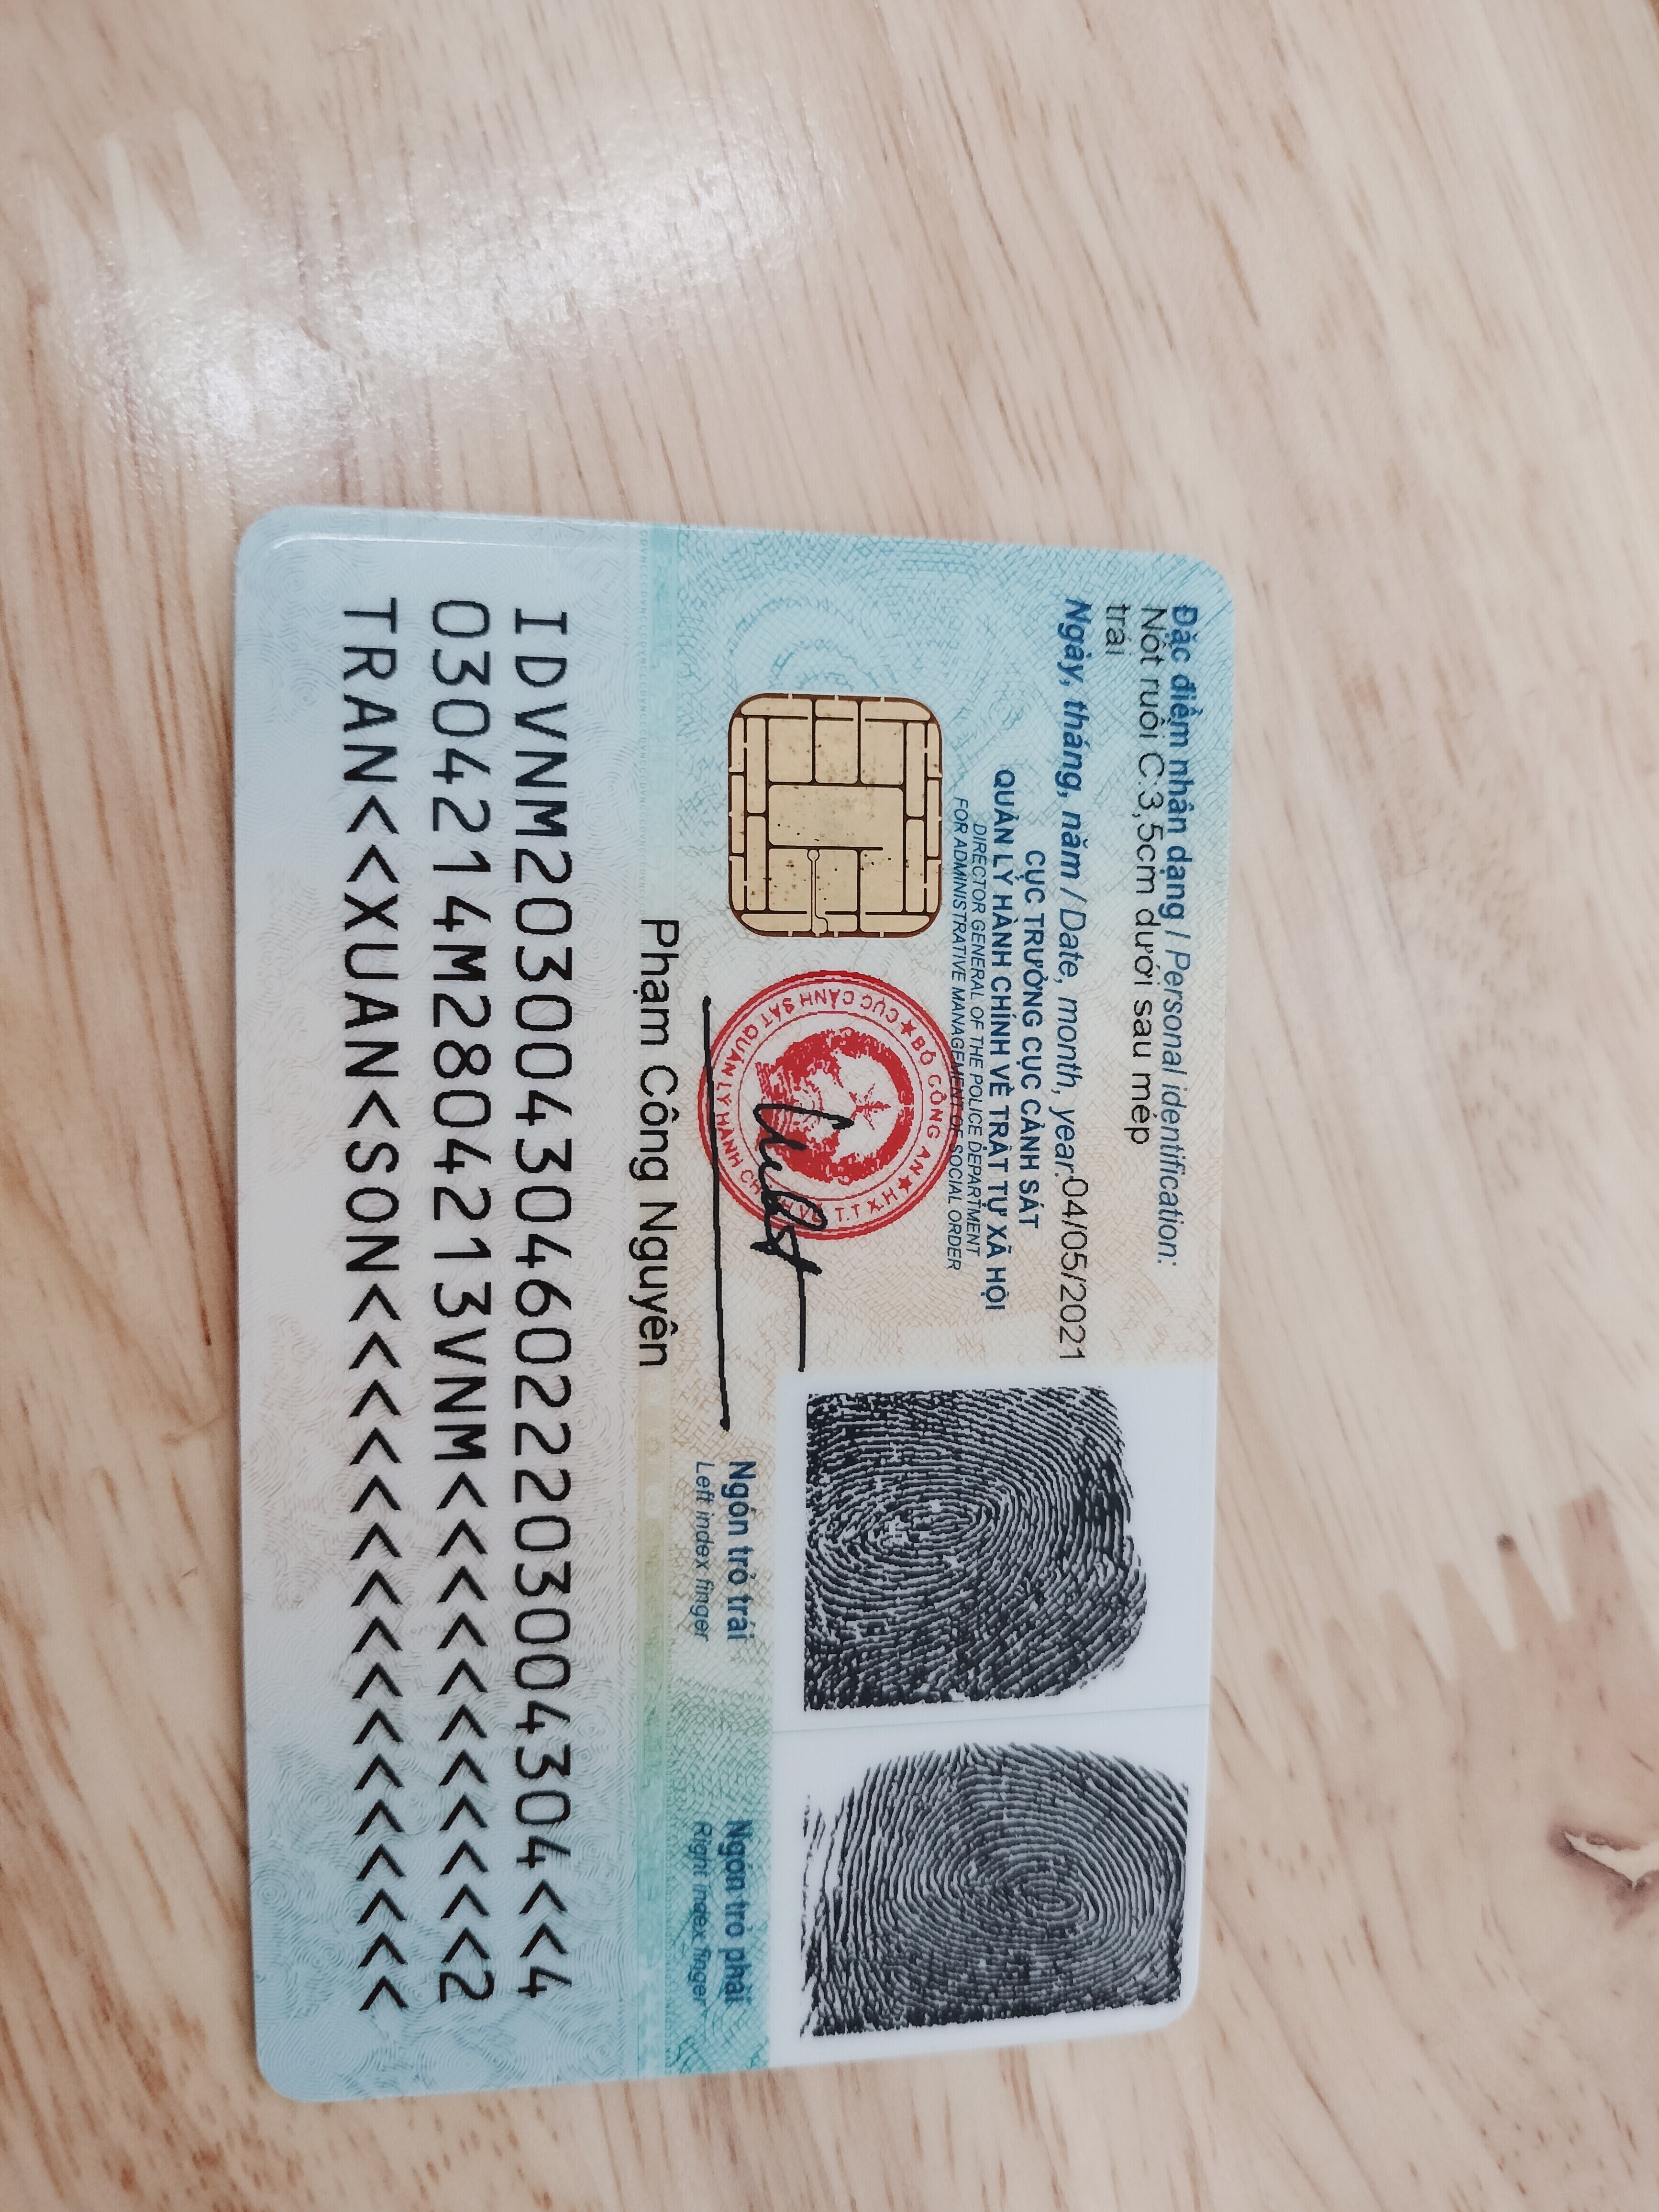 Đặc điểm nhân dạng / Personal identification:
Nốt ruồi C:3,5cm dưới sau mép
trái
Ngày, tháng, năm / Date, month, year:04/05/2021
CỤC TRƯỞNG CỤC CẢNH SÁT
QUẢN LÝ HÀNH CHÍNH VỀ TRẬT TỰ XÃ HỘI
DIRECTOR GENERAL OF THE POLICE DEPARTMENT
FOR ADMINISTRATIVE MANAGEMENT OF SOCIAL ORDER
★ BỘ CÔNG AN ★
CỤC CẢNH SÁT QUẢN LÝ HÀNH CHÍNH VỀ T.T X.H
Phạm Công Nguyên
Ngón trỏ trái
Left index finger
Ngón trỏ phải
Right index finger
IDVNM2030043046022203004304<<4
0304214M2804213VNM<<<<<<<<<<<2
TRAN<<XUAN<SON<<<<<<<<<<<<<<<<